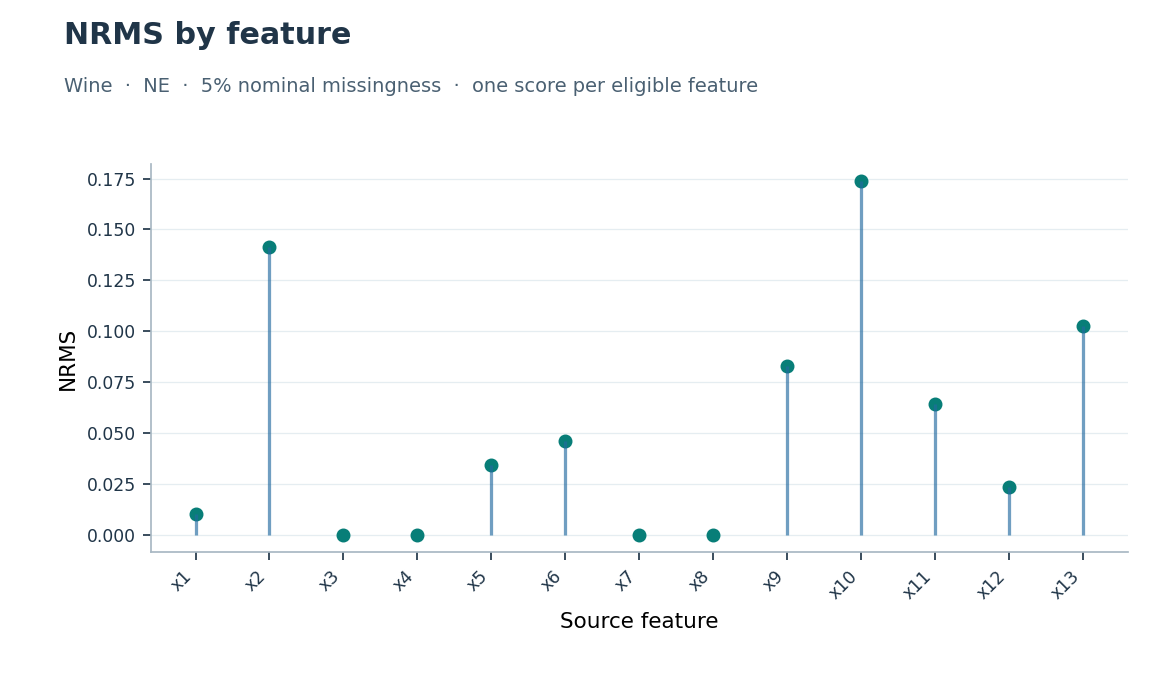 NRMS by feature
Wine · NE · 5% nominal missingness · one score per eligible feature
0.175
0.150
0.125
0.100
0.075
0.050
0.025
0.000
NRMS
x1 x2 x3 x4 x5 x6 x7 x8 x9 x10 x11 x12 x13
Source feature